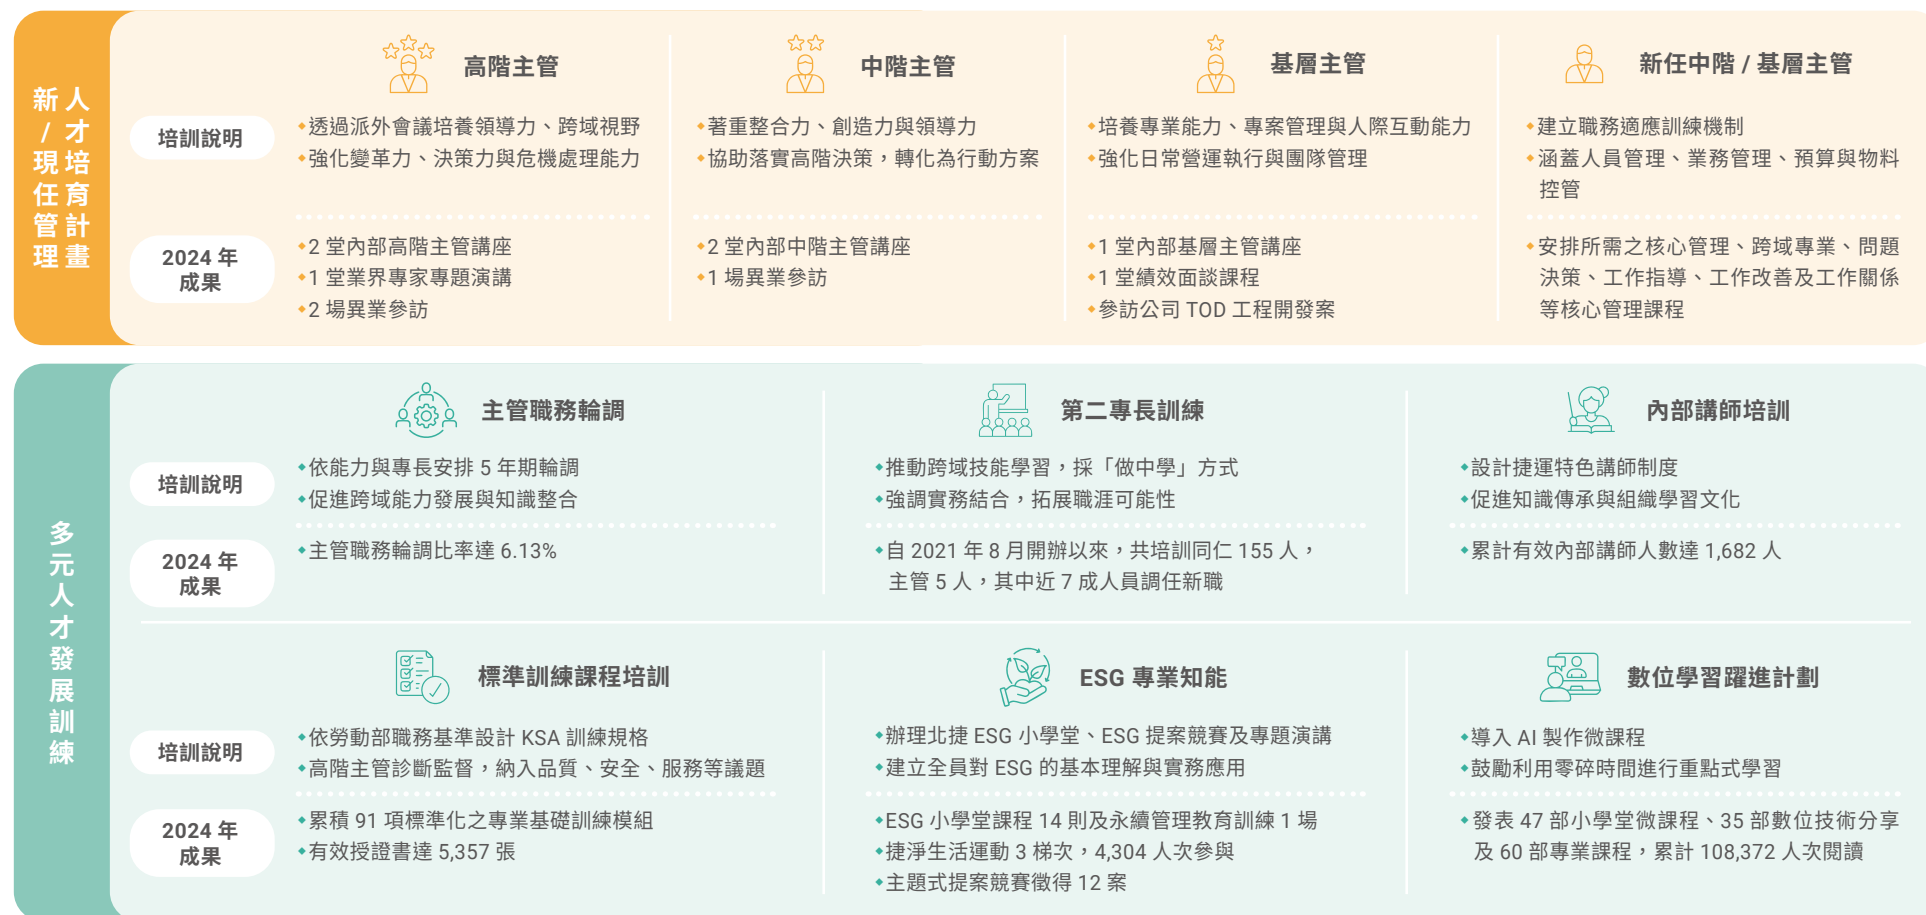 新/現任管理
人才培育計畫
高階主管
中階主管
基層主管
新任中階 / 基層主管
培訓說明
◆透過派外會議培養領導力、跨域視野
◆強化變革力、決策力與危機處理能力
◆著重整合力、創造力與領導力
◆協助落實高階決策，轉化為行動方案
◆培養專業能力、專案管理與人際互動能力
◆強化日常營運執行與團隊管理
◆建立職務適應訓練機制
◆涵蓋人員管理、業務管理、預算與物料
控管
2024 年
成果
◆2 堂內部高階主管講座
◆1 堂業界專家專題演講
◆2 場異業參訪
◆2 堂內部中階主管講座
◆1 場異業參訪
◆1 堂內部基層主管講座
◆1 堂績效面談課程
◆參訪公司 TOD 工程開發案
◆安排所需之核心管理、跨域專業、問題
決策、工作指導、工作改善及工作關係
等核心管理課程
多元人才發展訓練
主管職務輪調
第二專長訓練
內部講師培訓
培訓說明
◆依能力與專長安排 5 年期輪調
◆促進跨域能力發展與知識整合
◆推動跨域技能學習，採「做中學」方式
◆強調實務結合，拓展職涯可能性
◆設計捷運特色講師制度
◆促進知識傳承與組織學習文化
2024 年
成果
◆主管職務輪調比率達 6.13%
◆自 2021 年 8 月開辦以來，共培訓同仁 155 人，
主管 5 人，其中近 7 成人員調任新職
◆累計有效內部講師人數達 1,682 人
標準訓練課程培訓
ESG 專業知能
數位學習躍進計劃
培訓說明
◆依勞動部職務基準設計 KSA 訓練規格
◆高階主管診斷監督，納入品質、安全、服務等議題
◆辦理北捷 ESG 小學堂、ESG 提案競賽及專題演講
◆建立全員對 ESG 的基本理解與實務應用
◆導入 AI 製作微課程
◆鼓勵利用零碎時間進行重點式學習
2024 年
成果
◆累積 91 項標準化之專業基礎訓練模組
◆有效授證書達 5,357 張
◆ESG 小學堂課程 14 則及永續管理教育訓練 1 場
◆捷淨生活運動 3 梯次，4,304 人次參與
◆主題式提案競賽徵得 12 案
◆發表 47 部小學堂微課程、35 部數位技術分享
及 60 部專業課程，累計 108,372 人次閱讀